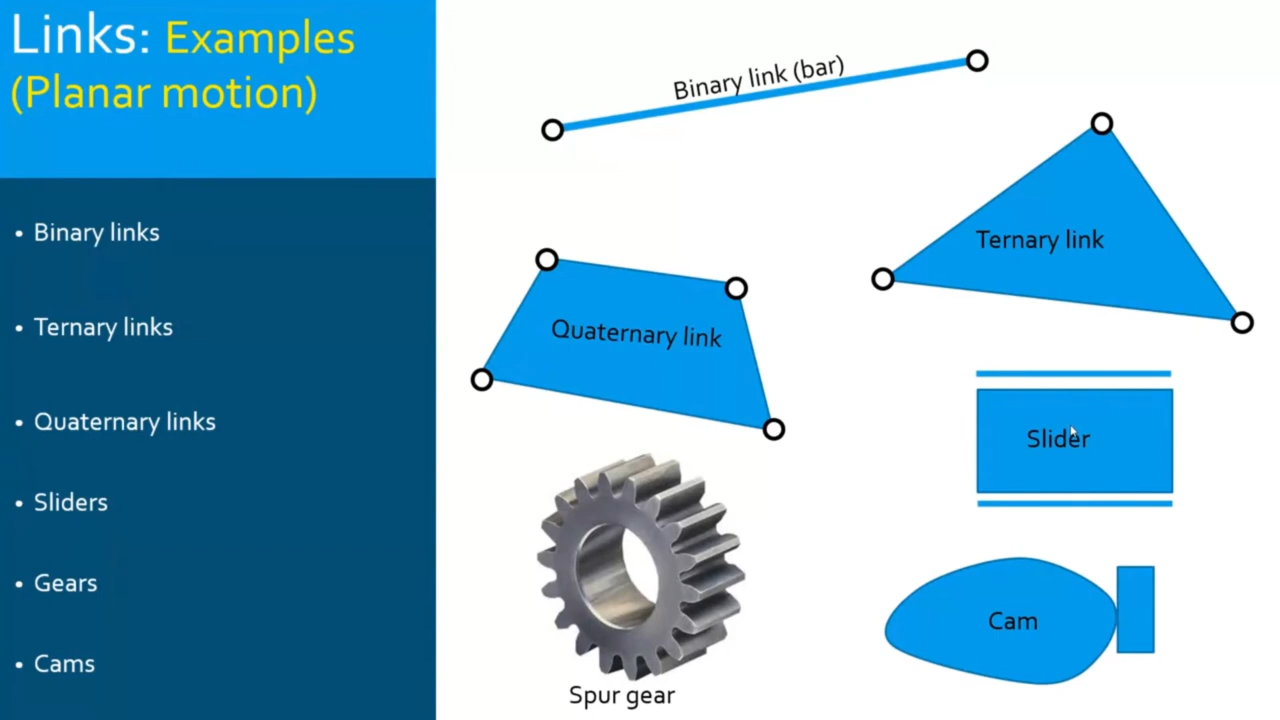 Links: Examples
(Planar motion)
• Binary links
• Ternary links
• Quaternary links
• Sliders
• Gears
• Cams
Binary link (bar)
Ternary link
Quaternary link
Slider
Cam
Spur gear